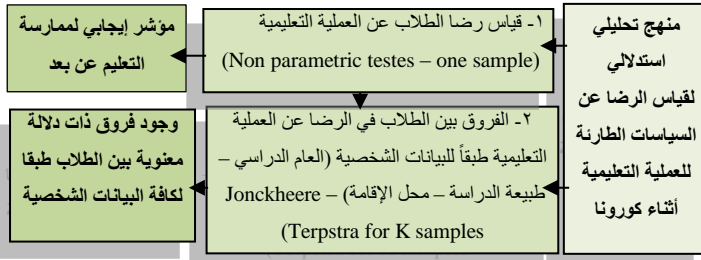 منهج تحليلي
استدلالي
لقياس الرضا عن
السياسات الطارئة
للعملية التعليمية
أثناء كورونا
١- قياس رضا الطلاب عن العملية التعليمية
(Non parametric testes – one sample)
مؤشر إيجابي لممارسة
التعليم عن بعد
٢- الفروق بين الطلاب في الرضا عن العملية
التعليمية طبقاً للبيانات الشخصية (العام الدراسي –
طبيعة الدراسة – محل الإقامة) – Jonckheere
Terpstra for K samples)
وجود فروق ذات دلالة
معنوية بين الطلاب طبقا
لكافة البيانات الشخصية